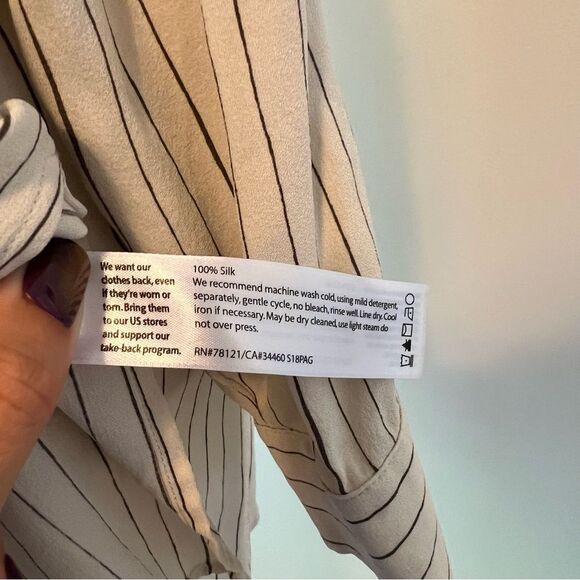 We want our
clothes back, even
if they're worn or
torn. Bring them
to our US stores
and support our
take-back program.
100% Silk
We recommend machine wash cold, using mild detergent,
separately, gentle cycle, no bleach, rinse well. Line dry. Cool
iron if necessary. May be dry cleaned, use light steam do
not over press.
RN#78121/CA#34460 S18PAG